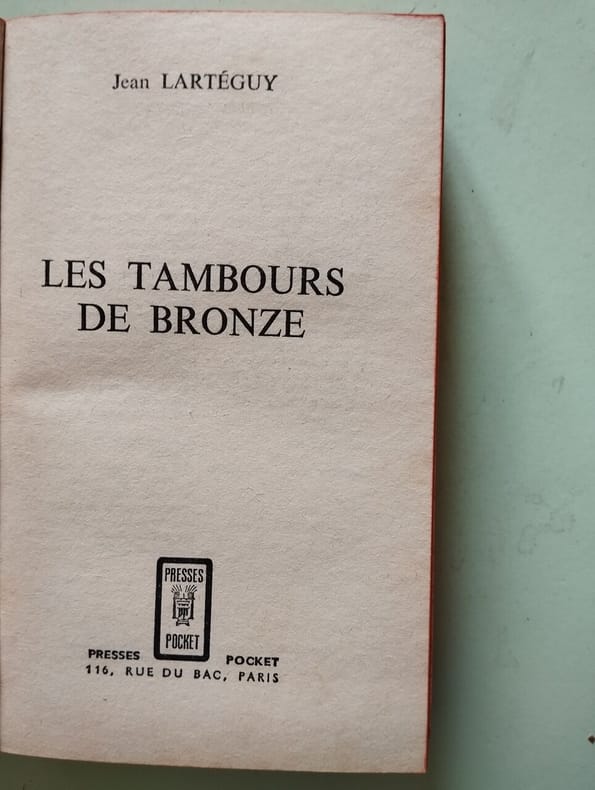 Jean LARTÉGUY
LES TAMBOURS
DE BRONZE
PRESSES
POCKET
PRESSES POCKET
116, RUE DU BAC, PARIS